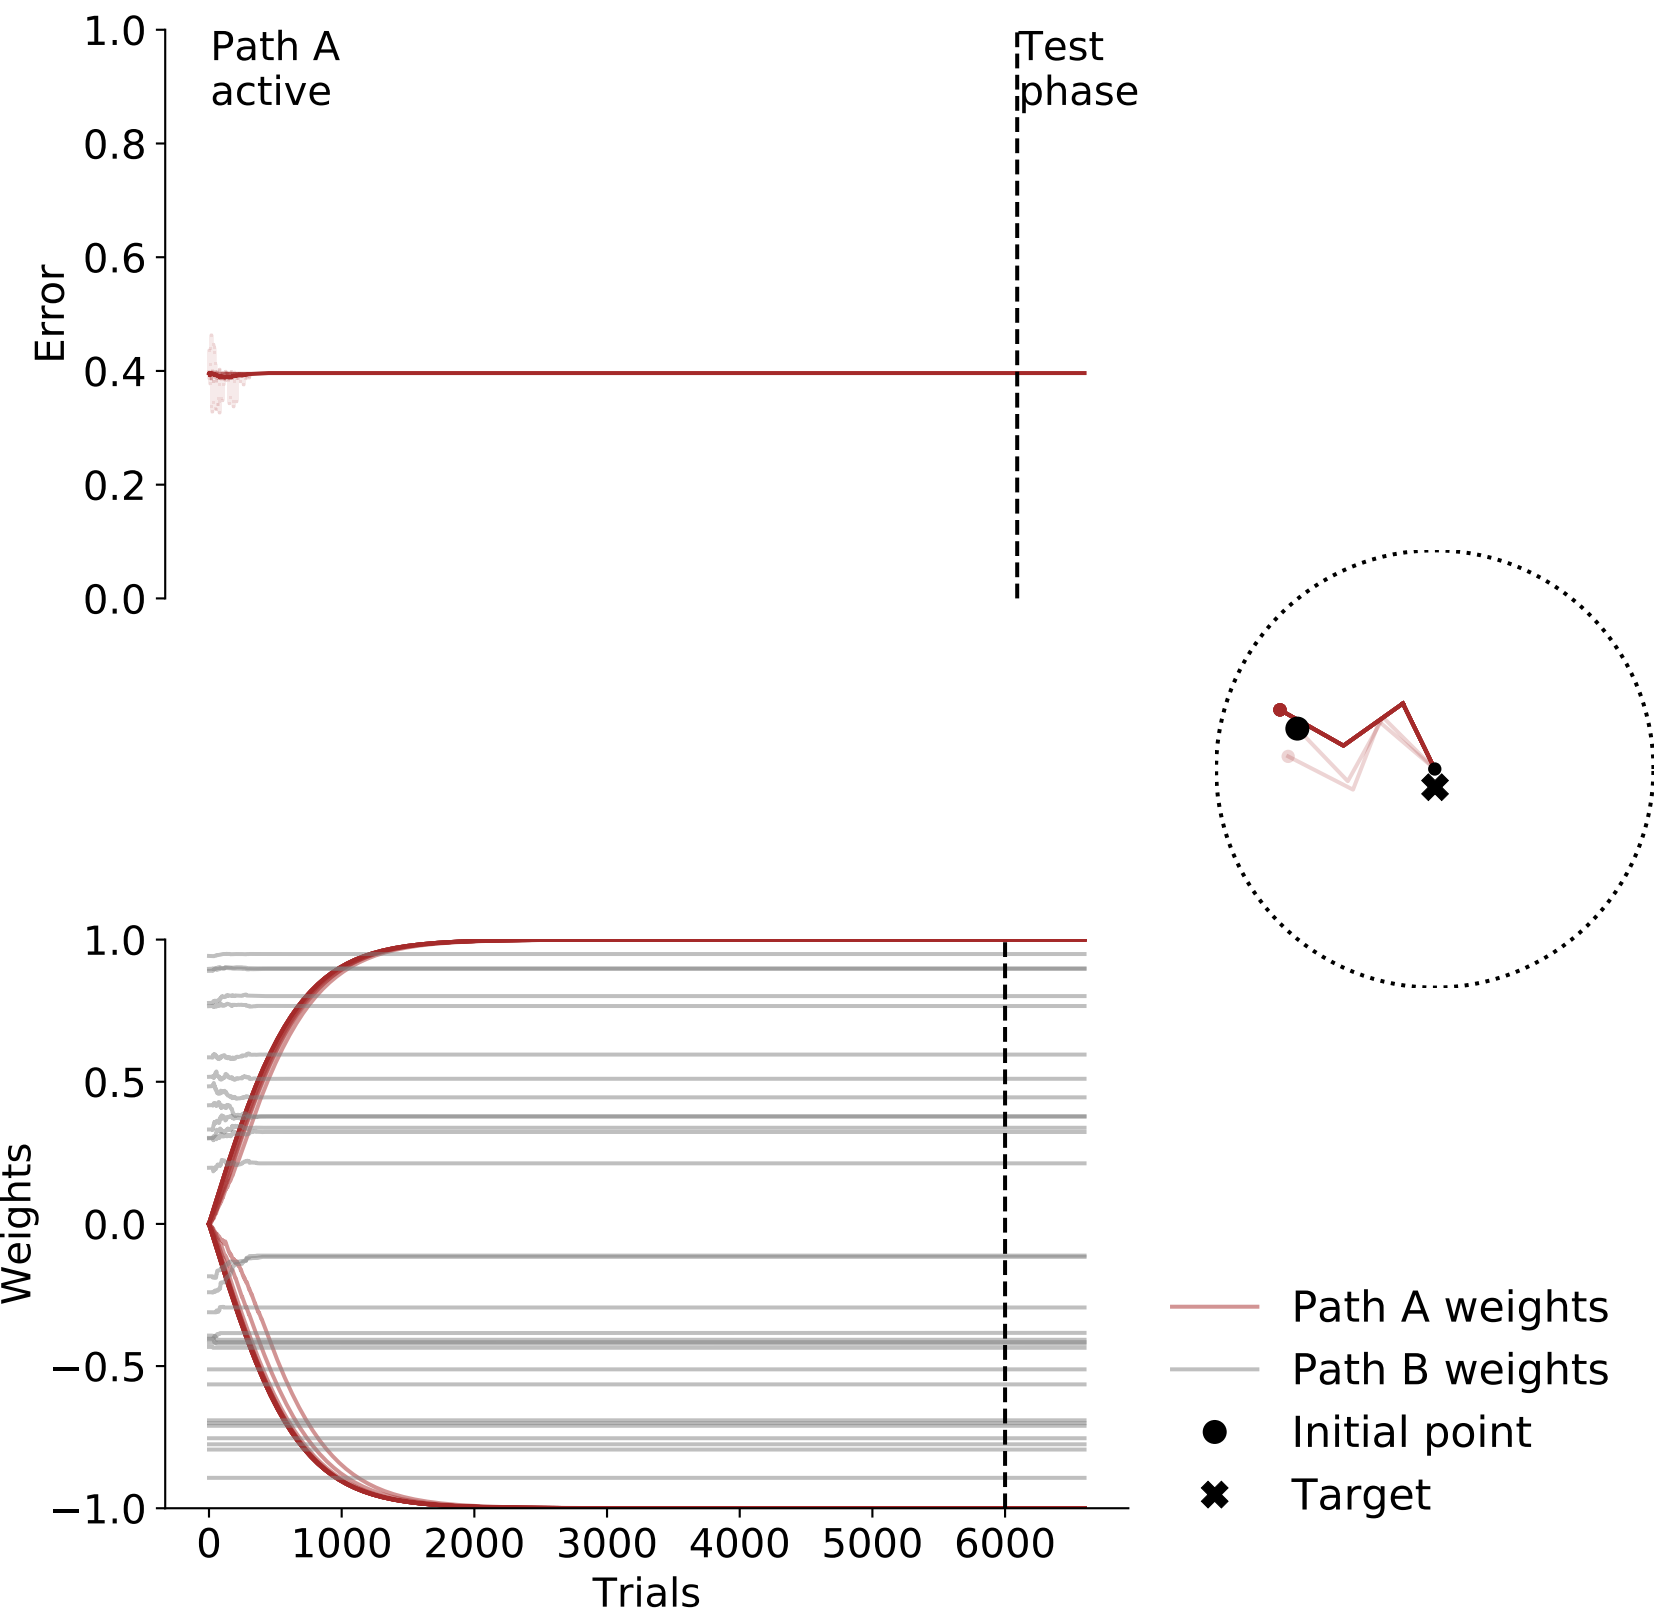 1.0
Path A
active
Test
phase
0.8
0.6
0.4
0.2
0.0
Error
1.0
0.5
0.0
−0.5
−1.0
Weights
0 1000 2000 3000 4000 5000 6000
Trials
Path A weights
Path B weights
Initial point
Target